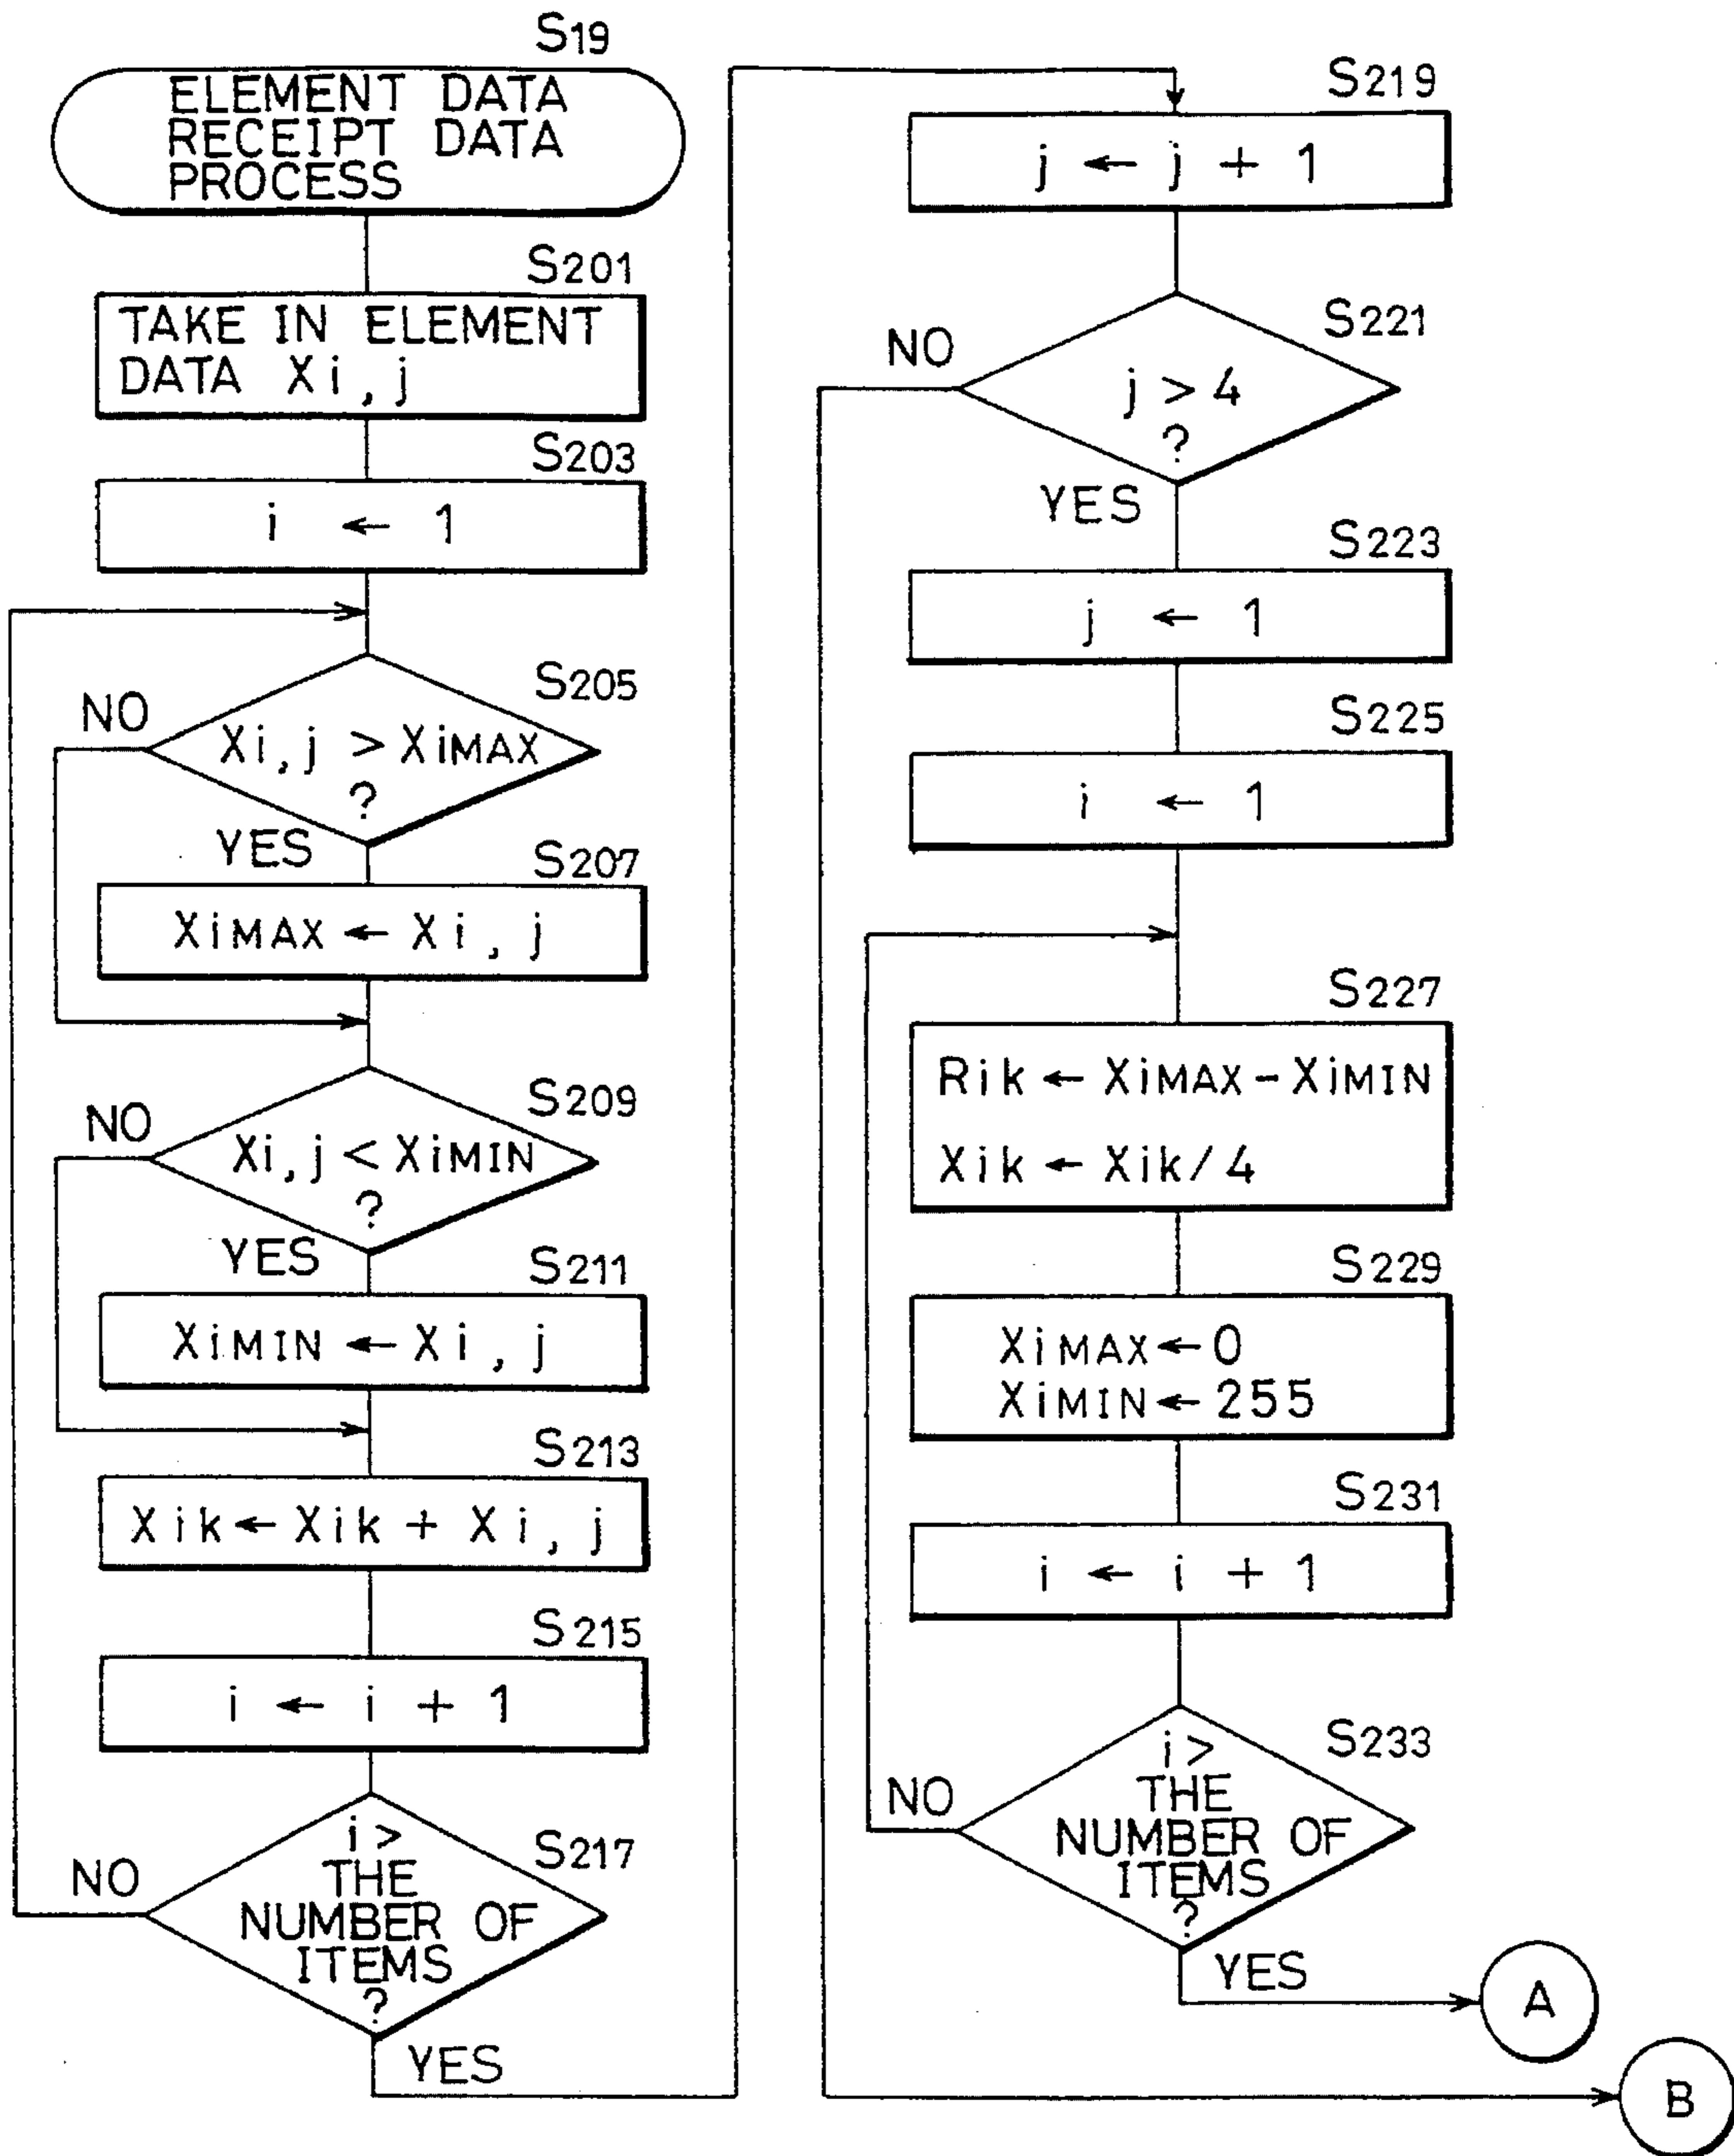 S19
ELEMENT DATA
RECEIPT DATA
PROCESS
S201
TAKE IN ELEMENT
DATA Xi, j
S203
i ← 1
S205
NO
Xi, j > XiMAX
?
YES
S207
XiMAX ← Xi, j
S209
NO
Xi, j < XiMIN
?
YES
S211
XiMIN ← Xi, j
S213
Xik ← Xik + Xi, j
S215
i ← i + 1
S217
NO
i >
THE
NUMBER OF
ITEMS
?
YES
S219
j ← j + 1
S221
NO
j > 4
?
YES
S223
j ← 1
S225
i ← 1
S227
Rik ← XiMAX - XiMIN
Xik ← Xik/4
S229
XiMAX ← 0
XiMIN ← 255
S231
i ← i + 1
S233
NO
i >
THE
NUMBER OF
ITEMS
?
YES
A
B